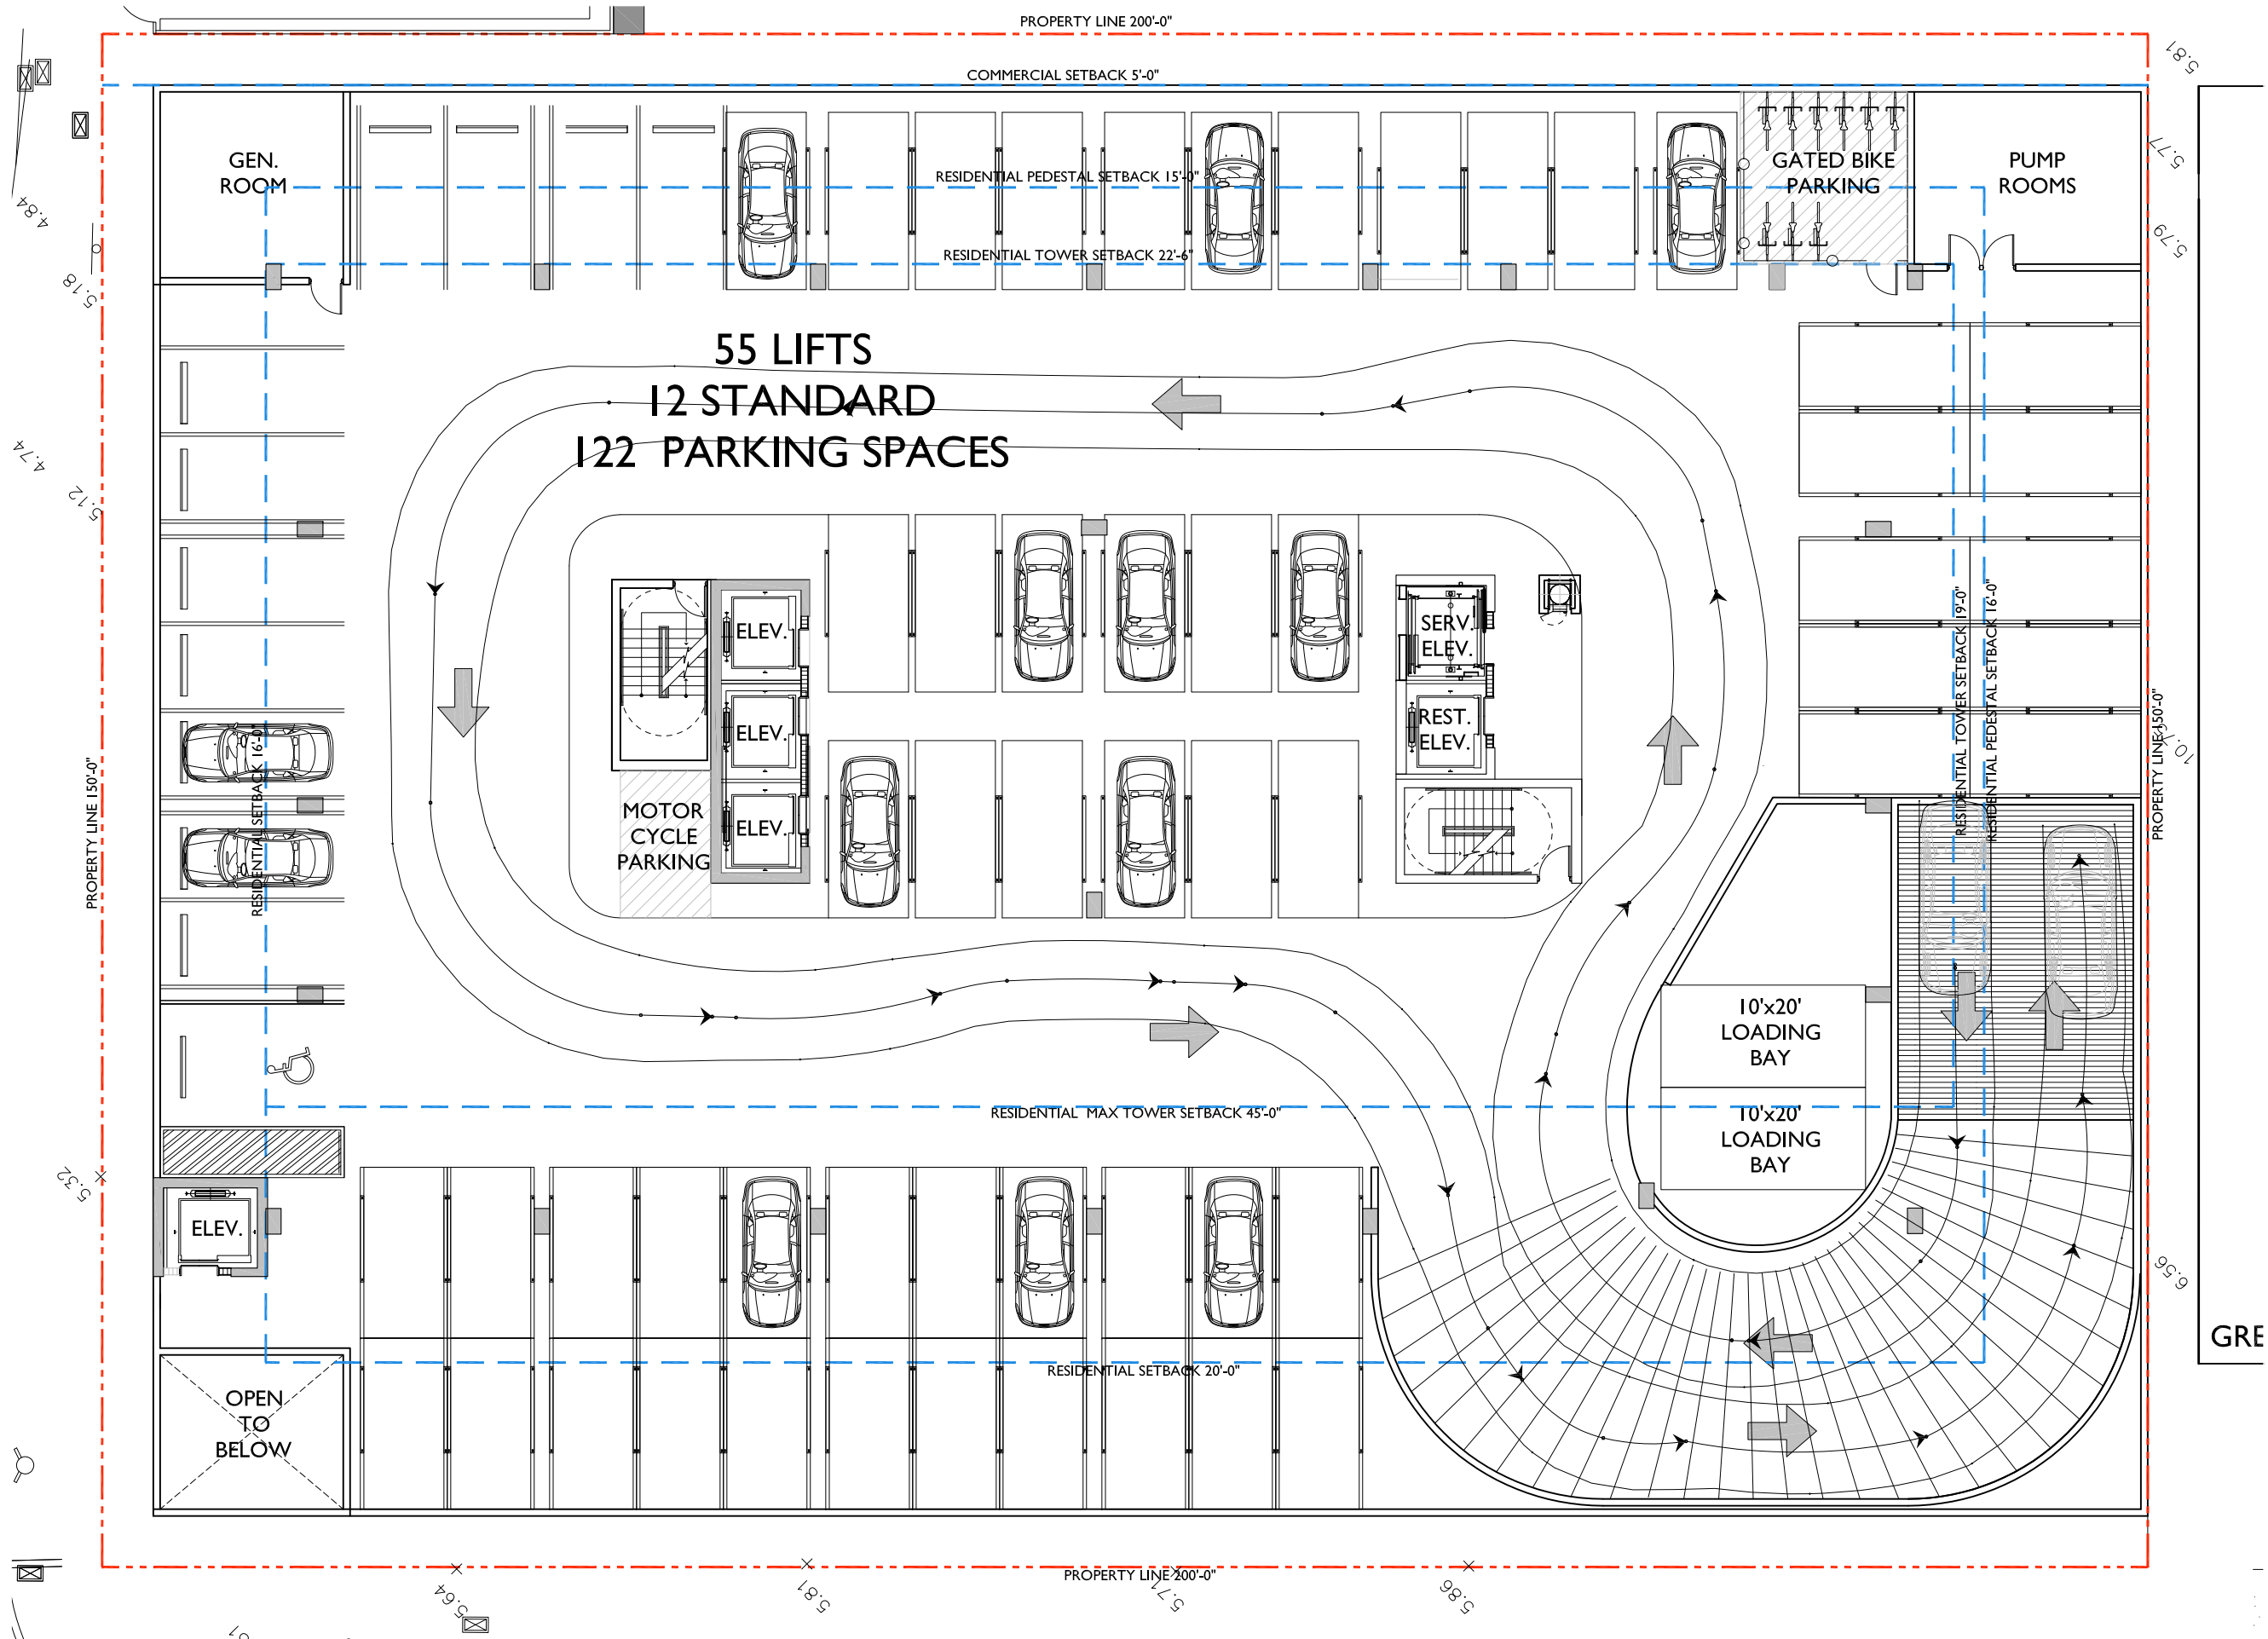 PROPERTY LINE 200'-0"
5.81
COMMERCIAL SETBACK 5'-0"
GEN.
ROOM
GATED BIKE
PARKING
PUMP
ROOMS
5.77
RESIDENTIAL PEDESTAL SETBACK 15'-0"
4.84
5.79
RESIDENTIAL TOWER SETBACK 22'-6"
5.18
55 LIFTS
12 STANDARD
122 PARKING SPACES
4.74
5.12
ELEV.
SERV.
ELEV.
ELEV.
REST.
ELEV.
ELEV.
MOTOR
CYCLE
PARKING
RESIDENTIAL TOWER SETBACK 19'-0"
RESIDENTIAL PEDESTAL SETBACK 16'-0"
PROPERTY LINE 150'-0"
PROPERTY LINE 150'-0"
RESIDENTIAL SETBACK 16'-0"
10'x20'
LOADING
BAY
10'x20'
LOADING
BAY
RESIDENTIAL MAX TOWER SETBACK 45'-0"
5.32
ELEV.
6.56
GRE
RESIDENTIAL SETBACK 20'-0"
OPEN
TO
BELOW
PROPERTY LINE 200'-0"
5.64
5.81
5.71
5.86